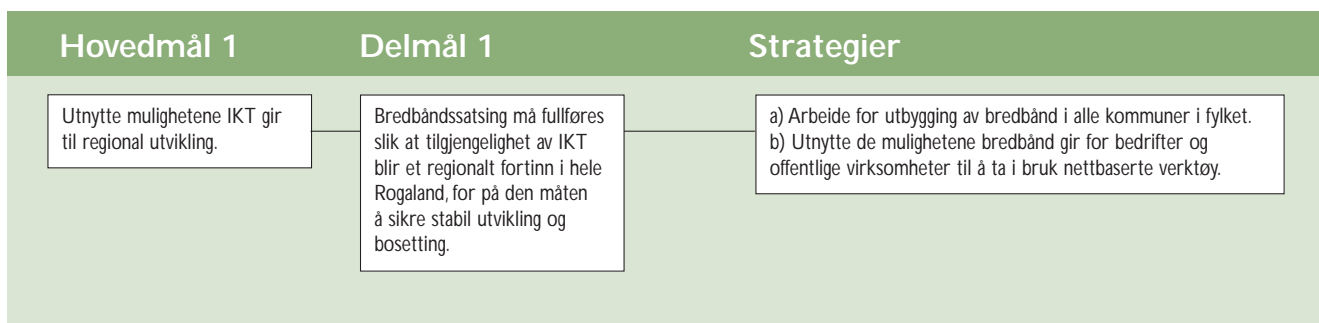 Hovedmål 1
Delmål 1
Strategier
Utnytte mulighetene IKT gir
til regional utvikling.
Bredbåndssatsing må fullføres
slik at tilgjengelighet av IKT
blir et regionalt fortinn i hele
Rogaland, for på den måten
å sikre stabil utvikling og
bosetting.
a) Arbeide for utbygging av bredbånd i alle kommuner i fylket.
b) Utnytte de mulighetene bredbånd gir for bedrifter og
offentlige virksomheter til å ta i bruk nettbaserte verktøy.